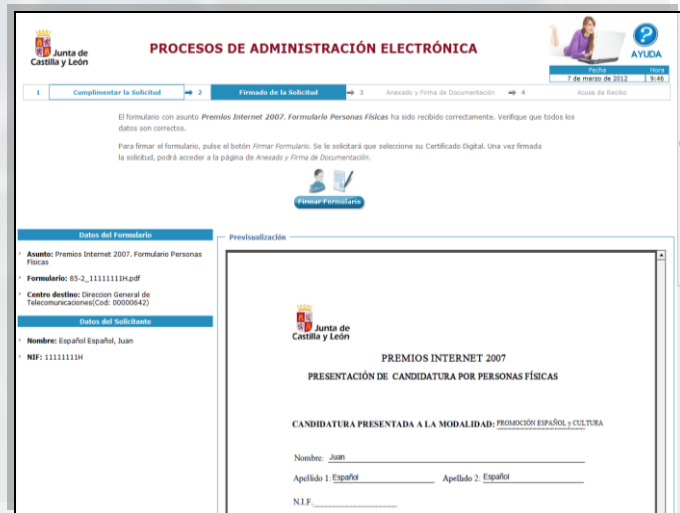 Junta de
Castilla y León
PROCESOS DE ADMINISTRACIÓN ELECTRÓNICA
AYUDA
Fecha Hora
7 de marzo de 2012 9:46
1 Cumplimentar la Solicitud 2 Firmado de la Solicitud 3 Anexado y Firma de Documentación 4 Acuse de Recibo
El formulario con asunto Premios Internet 2007. Formulario Personas Físicas ha sido recibido correctamente. Verifique que todos los
datos son correctos.
Para firmar el formulario, pulse el botón Firmar Formulario. Se le solicitará que seleccione su Certificado Digital. Una vez firmada
la solicitud, podrá acceder a la página de Anexado y Firma de Documentación.
Firmar Formulario
Datos del Formulario
Asunto: Premios Internet 2007. Formulario Personas
Físicas
Formulario: 85-2_11111111H.pdf
Centro destino: Direccion General de
Telecomunicaciones(Cod: 00000642)
Datos del Solicitante
Nombre: Español Español, Juan
NIF: 11111111H
Previsualización
Junta de
Castilla y León
PREMIOS INTERNET 2007
PRESENTACIÓN DE CANDIDATURA POR PERSONAS FÍSICAS
CANDIDATURA PRESENTADA A LA MODALIDAD: PROMOCIÓN ESPAÑOL y CULTURA
Nombre: Juan
Apellido 1: Español Apellido 2: Español
N.I.F.